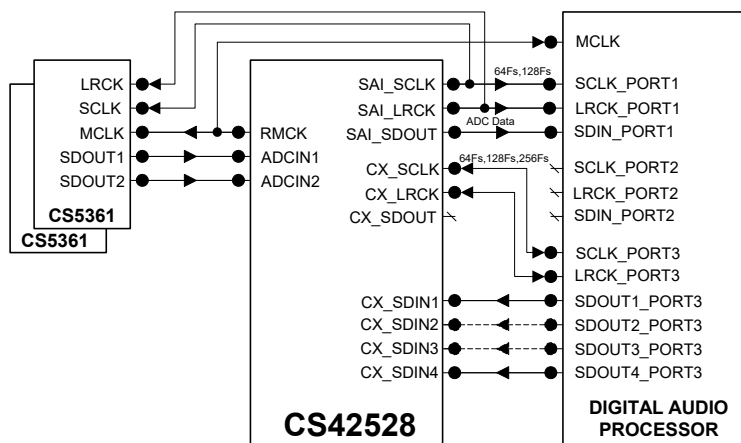 LRCK
SCLK
MCLK
SDOUT1
SDOUT2
CS5361
CS5361
RMCK
ADCIN1
ADCIN2
SAI_SCLK
SAI_LRCK
SAI_SDOUT
CX_SCLK
CX_LRCK
CX_SDOUT
CX_SDIN1
CX_SDIN2
CX_SDIN3
CX_SDIN4
CS42528
64Fs,128Fs
ADC Data
64Fs,128Fs,256Fs
MCLK
SCLK_PORT1
LRCK_PORT1
SDIN_PORT1
SCLK_PORT2
LRCK_PORT2
SDIN_PORT2
SCLK_PORT3
LRCK_PORT3
SDOUT1_PORT3
SDOUT2_PORT3
SDOUT3_PORT3
SDOUT4_PORT3
DIGITAL AUDIO
PROCESSOR